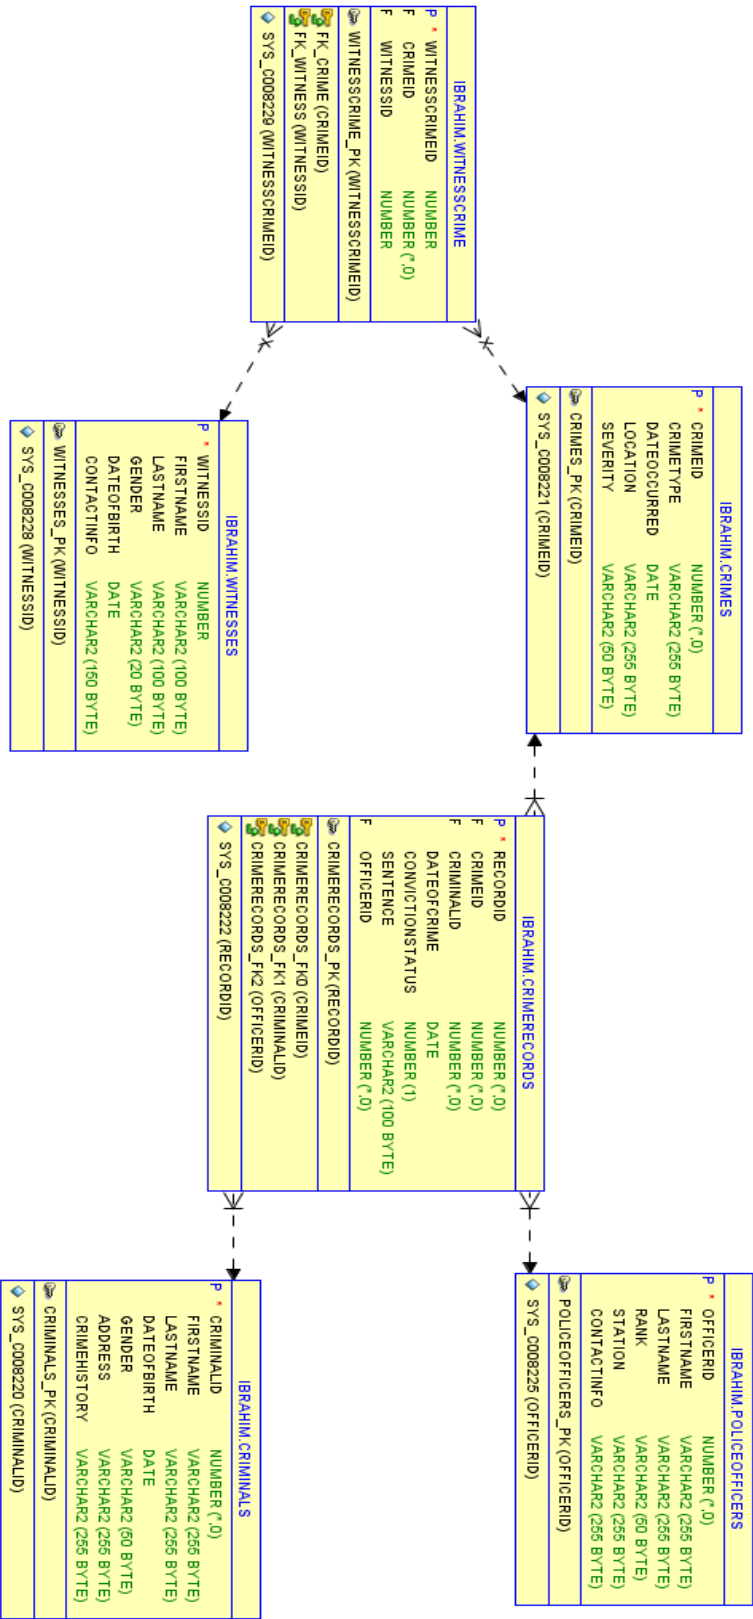 IBRAHIM.WITNESSCRIME
P * WITNESSCRIMEID NUMBER
F CRIMEID NUMBER (*,0)
F WITNESSID NUMBER
WITNESSCRIME_PK (WITNESSCRIMEID)
FK_CRIME (CRIMEID)
FK_WITNESS (WITNESSID)
SYS_C008229 (WITNESSCRIMEID)
IBRAHIM.CRIMES
P * CRIMEID NUMBER (*,0)
CRIMETYPE VARCHAR2 (255 BYTE)
DATEOCCURRED DATE
LOCATION VARCHAR2 (255 BYTE)
SEVERITY VARCHAR2 (50 BYTE)
CRIMES_PK (CRIMEID)
SYS_C008221 (CRIMEID)
IBRAHIM.WITNESSES
P * WITNESSID NUMBER
FIRSTNAME VARCHAR2 (100 BYTE)
LASTNAME VARCHAR2 (100 BYTE)
GENDER VARCHAR2 (20 BYTE)
DATEOFBIRTH DATE
CONTACTINFO VARCHAR2 (150 BYTE)
WITNESSES_PK (WITNESSID)
SYS_C008228 (WITNESSID)
IBRAHIM.CRIMERECORDS
P * RECORDID NUMBER (*,0)
F CRIMEID NUMBER (*,0)
F CRIMINALID NUMBER (*,0)
DATEOFCRIME DATE
CONVICTIONSTATUS NUMBER (1)
SENTENCE VARCHAR2 (100 BYTE)
F OFFICERID NUMBER (*,0)
CRIMERECORDS_PK (RECORDID)
CRIMERECORDS_FK0 (CRIMEID)
CRIMERECORDS_FK1 (CRIMINALID)
CRIMERECORDS_FK2 (OFFICERID)
SYS_C008222 (RECORDID)
IBRAHIM.POLICEOFFICERS
P * OFFICERID NUMBER (*,0)
FIRSTNAME VARCHAR2 (255 BYTE)
LASTNAME VARCHAR2 (255 BYTE)
RANK VARCHAR2 (50 BYTE)
STATION VARCHAR2 (255 BYTE)
CONTACTINFO VARCHAR2 (255 BYTE)
POLICEOFFICERS_PK (OFFICERID)
SYS_C008225 (OFFICERID)
IBRAHIM.CRIMINALS
P * CRIMINALID NUMBER (*,0)
FIRSTNAME VARCHAR2 (255 BYTE)
LASTNAME VARCHAR2 (255 BYTE)
DATEOFBIRTH DATE
GENDER VARCHAR2 (50 BYTE)
ADDRESS VARCHAR2 (255 BYTE)
CRIMEHISTORY VARCHAR2 (255 BYTE)
CRIMINALS_PK (CRIMINALID)
SYS_C008220 (CRIMINALID)